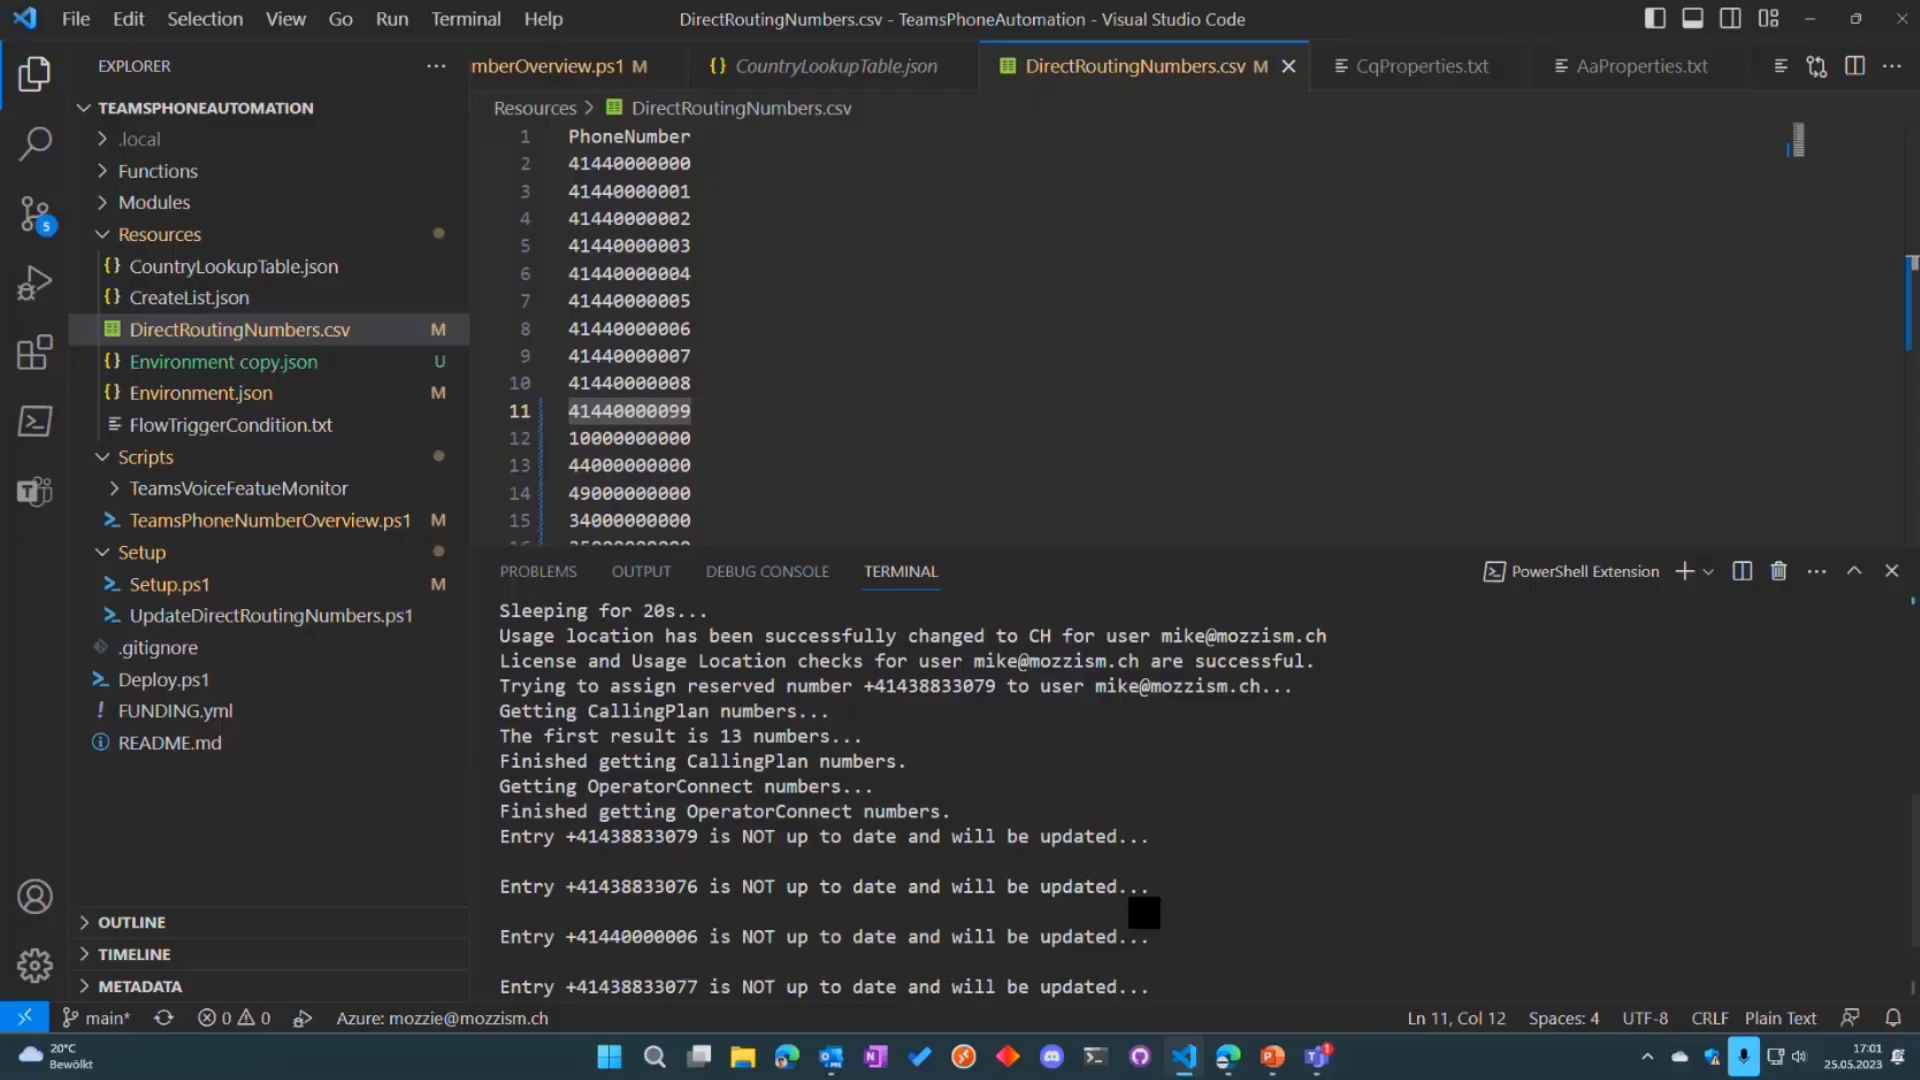 File Edit Selection View Go Run Terminal Help
DirectRoutingNumbers.csv - TeamsPhoneAutomation - Visual Studio Code
EXPLORER
TEAMSPHONEAUTOMATION
.local
Functions
Modules
Resources
CountryLookupTable.json
CreateList.json
DirectRoutingNumbers.csv M
Environment copy.json U
Environment.json M
FlowTriggerCondition.txt
Scripts
TeamsVoiceFeatueMonitor
TeamsPhoneNumberOverview.ps1 M
Setup
Setup.ps1 M
UpdateDirectRoutingNumbers.ps1
.gitignore
Deploy.ps1
FUNDING.yml
README.md
OUTLINE
TIMELINE
METADATA
5
mberOverview.ps1 M
CountryLookupTable.json
DirectRoutingNumbers.csv M
CqProperties.txt
AaProperties.txt
Resources > DirectRoutingNumbers.csv
1 PhoneNumber
2 41440000000
3 41440000001
4 41440000002
5 41440000003
6 41440000004
7 41440000005
8 41440000006
9 41440000007
10 41440000008
11 41440000099
12 10000000000
13 44000000000
14 49000000000
15 34000000000
PROBLEMS OUTPUT DEBUG CONSOLE TERMINAL
PowerShell Extension
Sleeping for 20s...
Usage location has been successfully changed to CH for user mike@mozzism.ch
License and Usage Location checks for user mike@mozzism.ch are successful.
Trying to assign reserved number +41438833079 to user mike@mozzism.ch...
Getting CallingPlan numbers...
The first result is 13 numbers...
Finished getting CallingPlan numbers.
Getting OperatorConnect numbers...
Finished getting OperatorConnect numbers.
Entry +41438833079 is NOT up to date and will be updated...
Entry +41438833076 is NOT up to date and will be updated...
Entry +41440000006 is NOT up to date and will be updated...
Entry +41438833077 is NOT up to date and will be updated...
main* 0 0 Azure: mozzie@mozzism.ch
Ln 11, Col 12 Spaces: 4 UTF-8 CRLF Plain Text
20°C
Bewölkt
17:01
25.05.2023